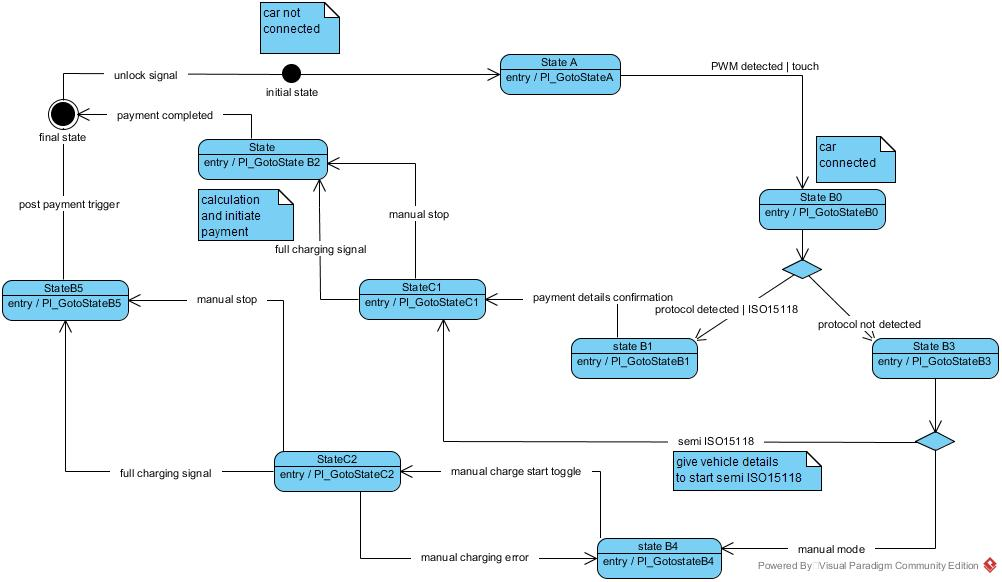 car not
connected
unlock signal
initial state
State A
entry / PI_GotoStateA
PWM detected | touch
final state
payment completed
State
entry / PI_GotoState B2
car
connected
calculation
and initiate
payment
State B0
entry / PI_GotoStateB0
post payment trigger
manual stop
full charging signal
StateB5
entry / PI_GotoStateB5
manual stop
StateC1
entry / PI_GotoStateC1
payment details confirmation
protocol detected | ISO15118
protocol not detected
state B1
entry / PI_GotoStateB1
State B3
entry / PI_GotoStateB3
semi ISO15118
give vehicle details
to start semi ISO15118
full charging signal
StateC2
entry / PI_GotoStateC2
manual charge start toggle
manual charging error
state B4
entry / PI_GotostateB4
manual mode
Powered By Visual Paradigm Community Edition